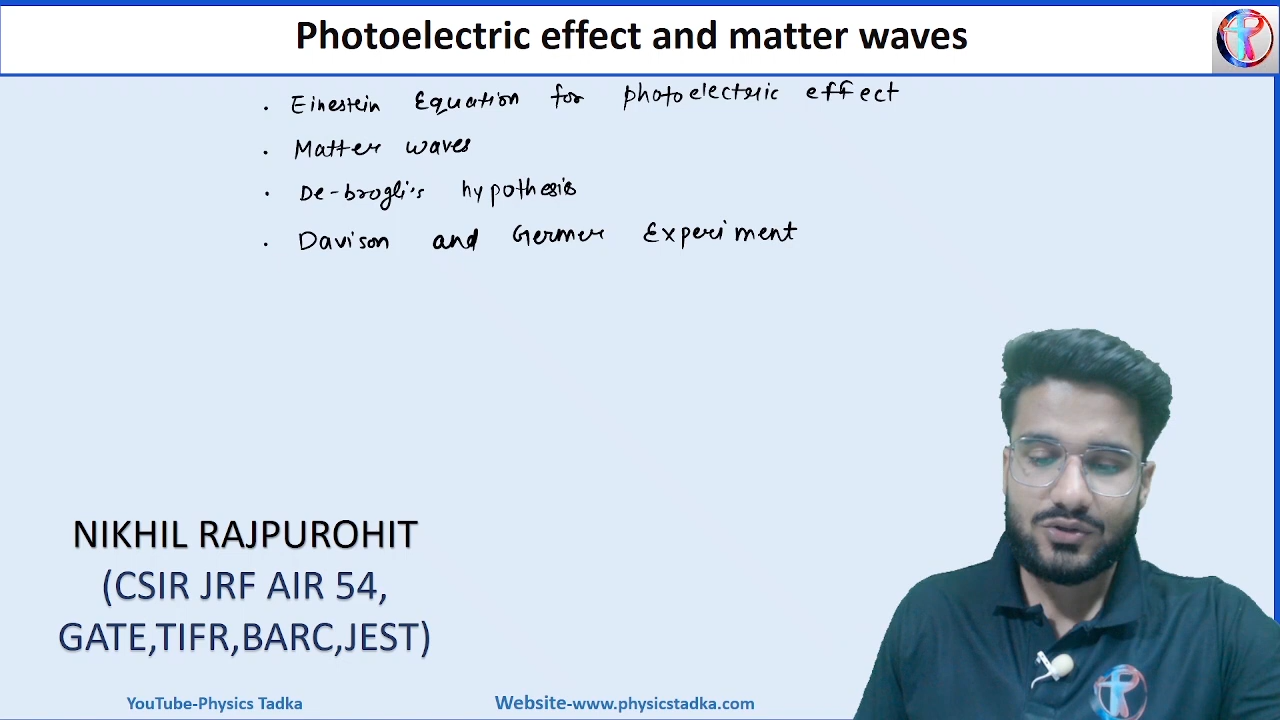 Photoelectric effect and matter waves
. Einestein Equation for photoelectric effect
. Matter waves
. De-brogli's hypothesis
. Davison and Germer Experiment
NIKHIL RAJPUROHIT
(CSIR JRF AIR 54,
GATE,TIFR,BARC,JEST)
YouTube-Physics Tadka Website-www.physicstadka.com